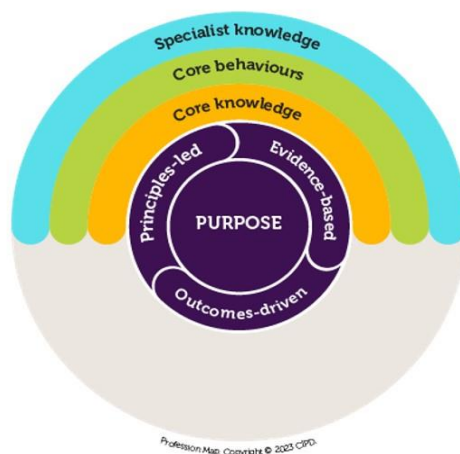 Specialist knowledge
Core behaviours
Core knowledge
Principles-led
Evidence-based
PURPOSE
Outcomes-driven
Profession Map. Copyright © 2023 CIPD.